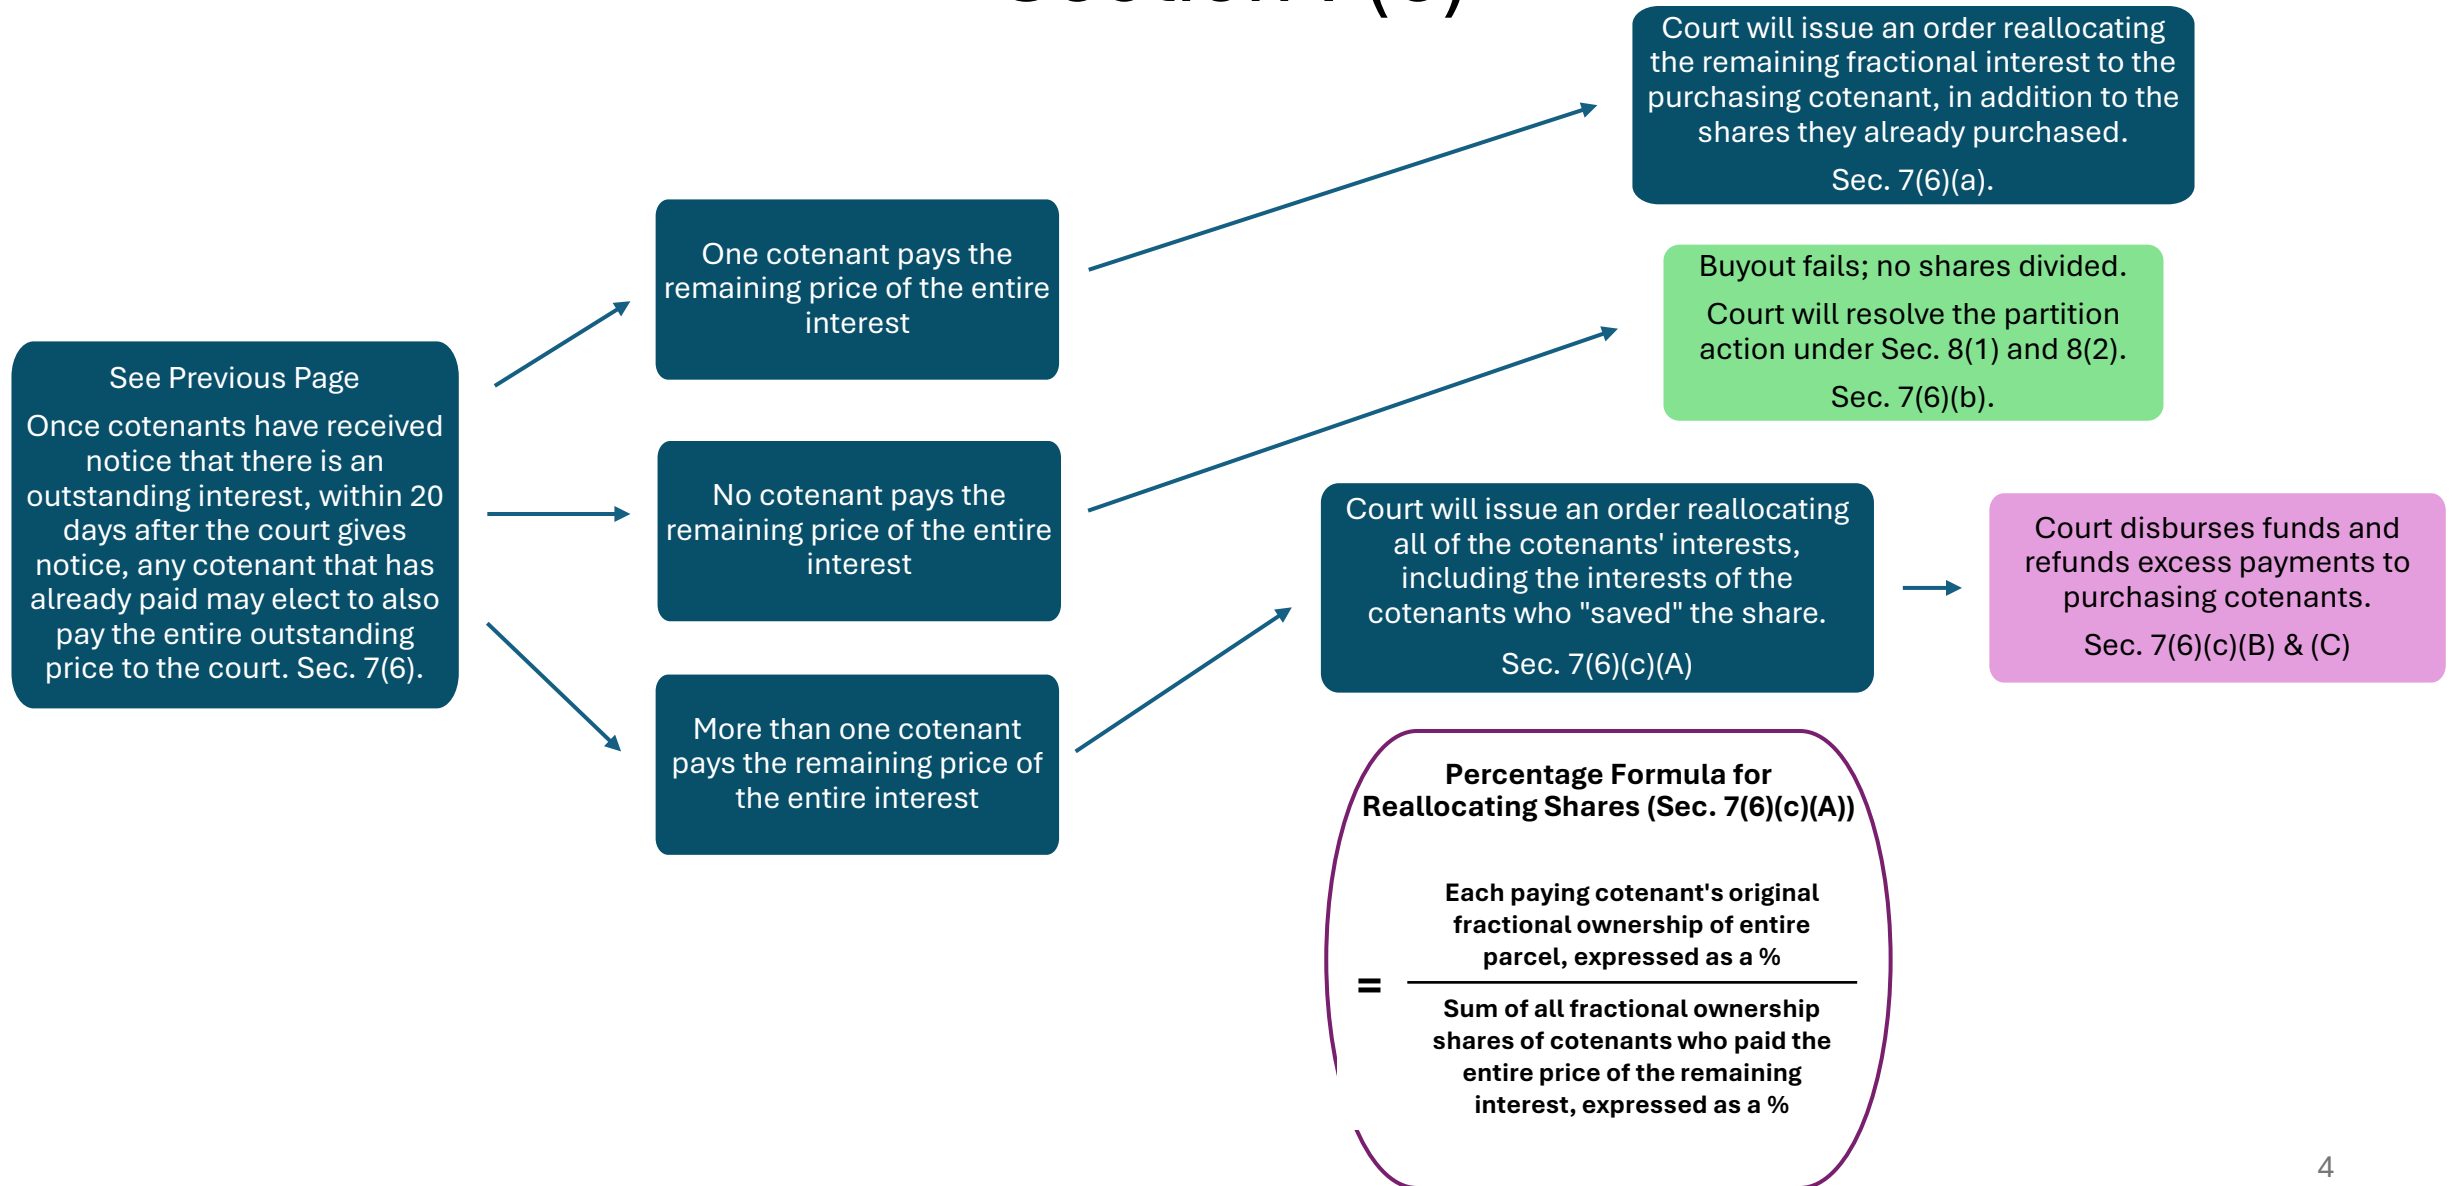 See Previous Page
Once cotenants have received
notice that there is an
outstanding interest, within 20
days after the court gives
notice, any cotenant that has
already paid may elect to also
pay the entire outstanding
price to the court. Sec. 7(6).
One cotenant pays the
remaining price of the entire
interest
No cotenant pays the
remaining price of the entire
interest
More than one cotenant
pays the remaining price of
the entire interest
Court will issue an order reallocating
the remaining fractional interest to the
purchasing cotenant, in addition to the
shares they already purchased.
Sec. 7(6)(a).
Buyout fails; no shares divided.
Court will resolve the partition
action under Sec. 8(1) and 8(2).
Sec. 7(6)(b).
Court will issue an order reallocating
all of the cotenants' interests,
including the interests of the
cotenants who "saved" the share.
Sec. 7(6)(c)(A)
Court disburses funds and
refunds excess payments to
purchasing cotenants.
Sec. 7(6)(c)(B) & (C)
Percentage Formula for
Reallocating Shares (Sec. 7(6)(c)(A))
Each paying cotenant's original
fractional ownership of entire
parcel, expressed as a %
=
Sum of all fractional ownership
shares of cotenants who paid the
entire price of the remaining
interest, expressed as a %
4